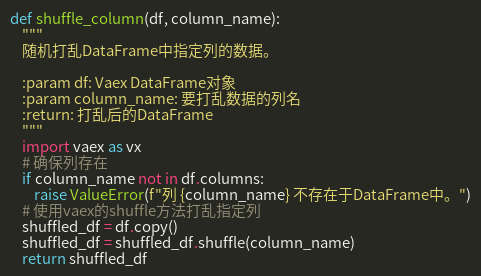 def shuffle_column(df, column_name):
"""
随机打乱DataFrame中指定列的数据。
:param df: Vaex DataFrame对象
:param column_name: 要打乱数据的列名
:return: 打乱后的DataFrame
"""
import vaex as vx
# 确保列存在
if column_name not in df.columns:
raise ValueError(f"列 {column_name} 不存在于DataFrame中。")
# 使用vaex的shuffle方法打乱指定列
shuffled_df = df.copy()
shuffled_df = shuffled_df.shuffle(column_name)
return shuffled_df